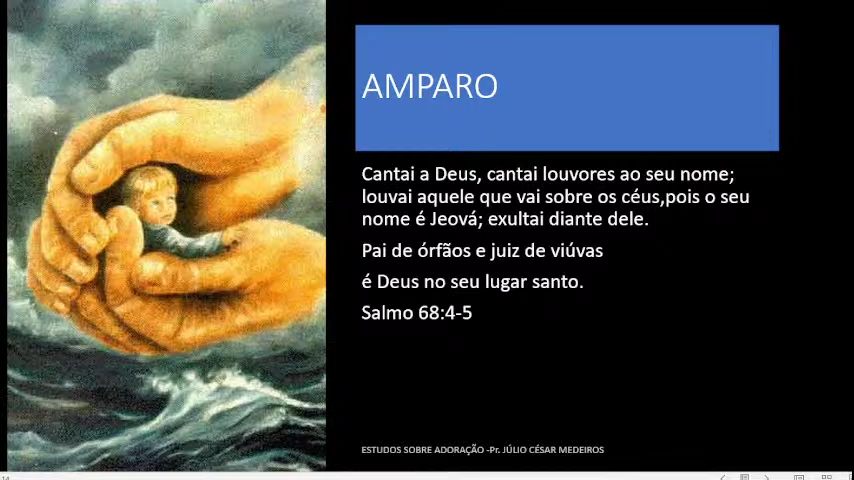 AMPARO
Cantai a Deus, cantai louvores ao seu nome;
louvai aquele que vai sobre os céus,pois o seu
nome é Jeová; exultai diante dele.
Pai de órfãos e juiz de viúvas
é Deus no seu lugar santo.
Salmo 68:4-5
ESTUDOS SOBRE ADORAÇÃO -Pr. JÚLIO CÉSAR MEDEIROS
14